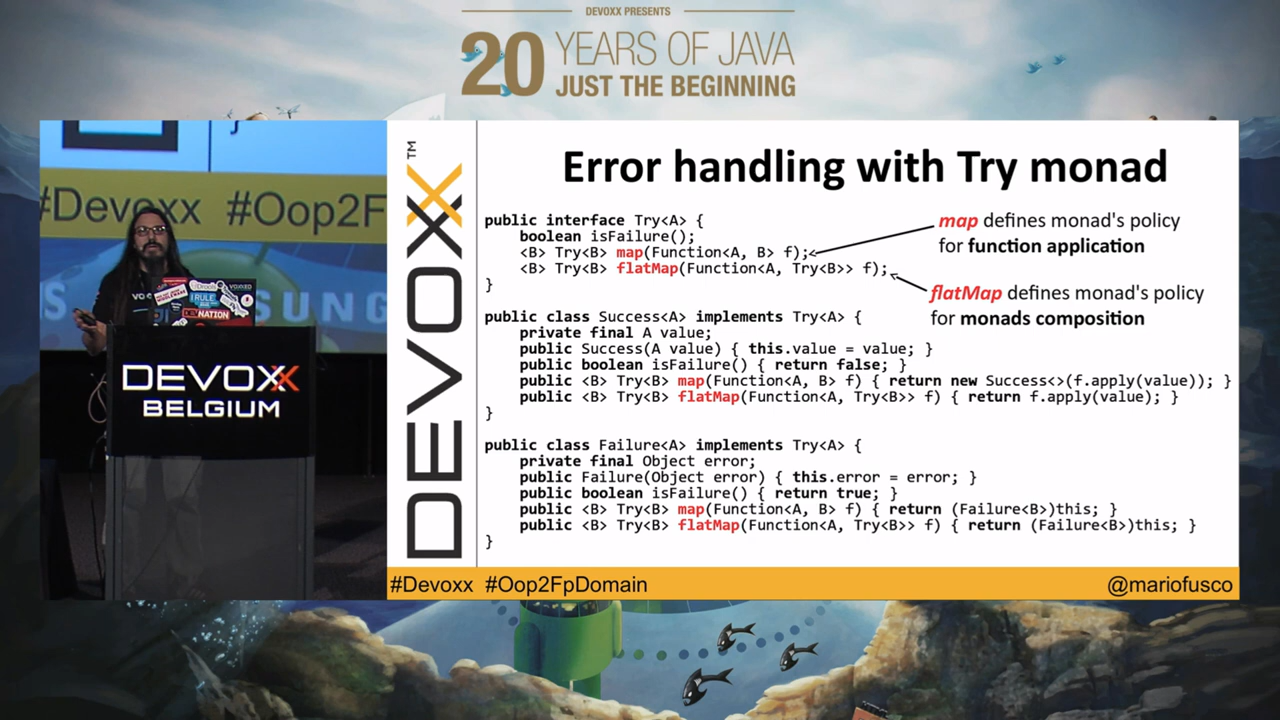 DEVOXX PRESENTS
20 YEARS OF JAVA
JUST THE BEGINNING
#Devoxx #Oop2F
SUNG
VOXXED
I RULE
DEVNATION
DEVOXX
BELGIUM
DEVOXX™
Error handling with Try monad
public interface Try<A> {
boolean isFailure();
<B> Try<B> map(Function<A, B> f);
<B> Try<B> flatMap(Function<A, Try<B>> f);
}
map defines monad's policy
for function application
flatMap defines monad's policy
for monads composition
public class Success<A> implements Try<A> {
private final A value;
public Success(A value) { this.value = value; }
public boolean isFailure() { return false; }
public <B> Try<B> map(Function<A, B> f) { return new Success<>(f.apply(value)); }
public <B> Try<B> flatMap(Function<A, Try<B>> f) { return f.apply(value); }
}
public class Failure<A> implements Try<A> {
private final Object error;
public Failure(Object error) { this.error = error; }
public boolean isFailure() { return true; }
public <B> Try<B> map(Function<A, B> f) { return (Failure<B>)this; }
public <B> Try<B> flatMap(Function<A, Try<B>> f) { return (Failure<B>)this; }
}
#Devoxx #Oop2FpDomain
@mariofusco